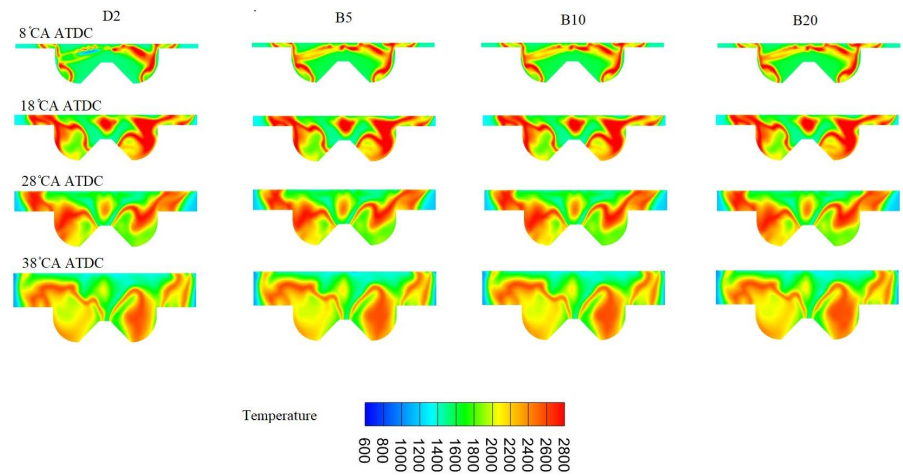 D2 B5 B10 B20
8°CA ATDC
18°CA ATDC
28°CA ATDC
38°CA ATDC
Temperature
600 800 1000 1200 1400 1600 1800 2000 2200 2400 2600 2800